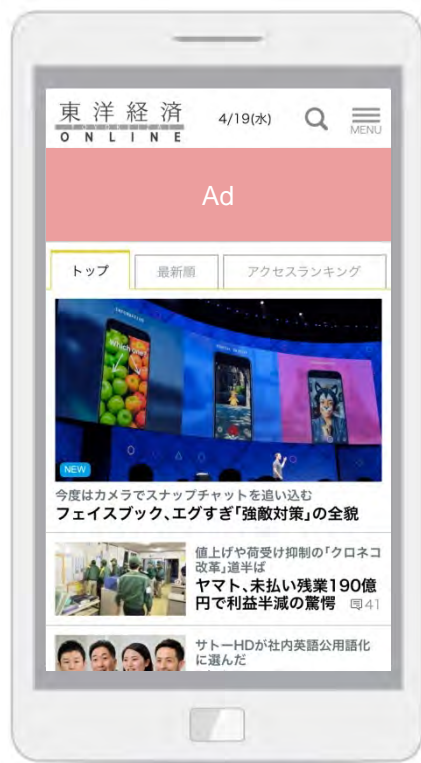 東洋経済
TOYOKEIZAI
ONLINE
4/19(水)
MENU
Ad
トップ
最新順
アクセスランキング
Which one?
NEW
今度はカメラでスナップチャットを追い込む
フェイスブック、エグすぎ「強敵対策」の全貌
値上げや荷受け抑制の「クロネコ
改革」道半ば
ヤマト、未払い残業190億
円で利益半減の驚愕 41
サトーHDが社内英語公用語化
に選んだ